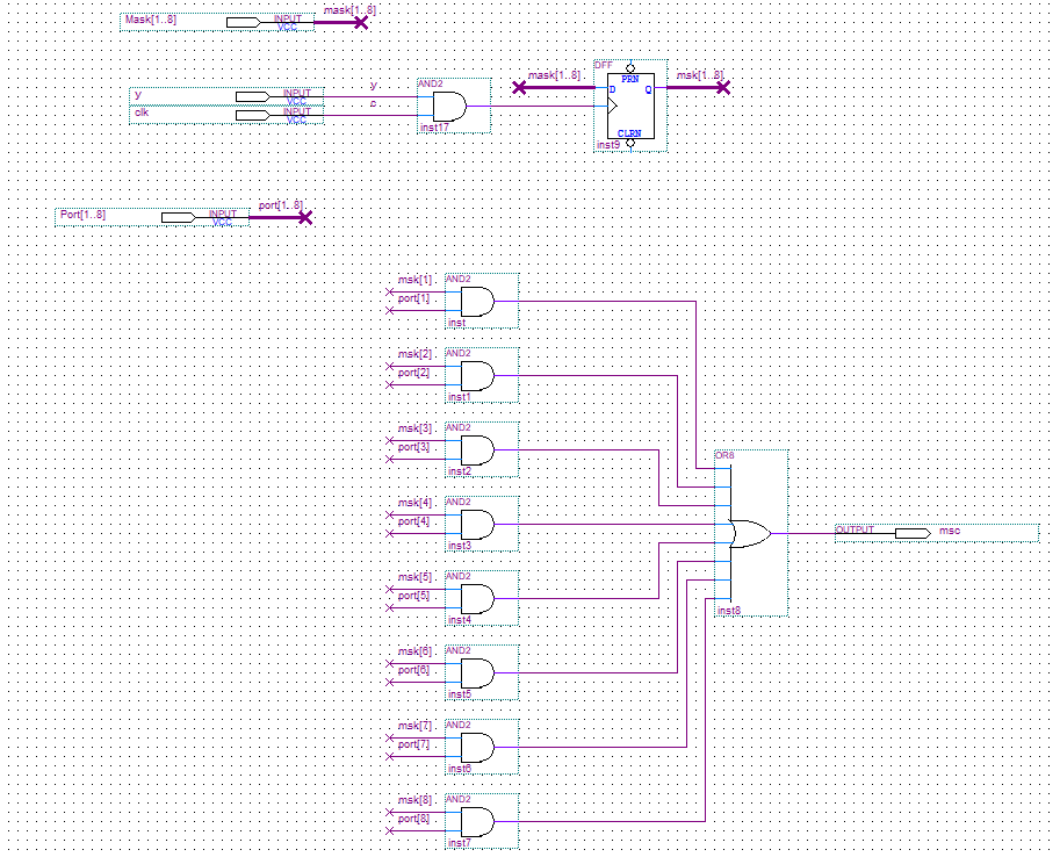 Mask[1..8] INPUT VCC mask[1..8]
y INPUT VCC y
clk INPUT VCC c
AND2
inst17
mask[1..8]
DFF
PRN
D Q
CLRN
inst9
msk[1..8]
Port[1..8] INPUT VCC port[1..8]
msk[1] AND2
port[1]
inst
msk[2] AND2
port[2]
inst1
msk[3] AND2
port[3]
inst2
msk[4] AND2
port[4]
inst3
msk[5] AND2
port[5]
inst4
msk[6] AND2
port[6]
inst5
msk[7] AND2
port[7]
inst6
msk[8] AND2
port[8]
inst7
OR8
inst8
OUTPUT msc